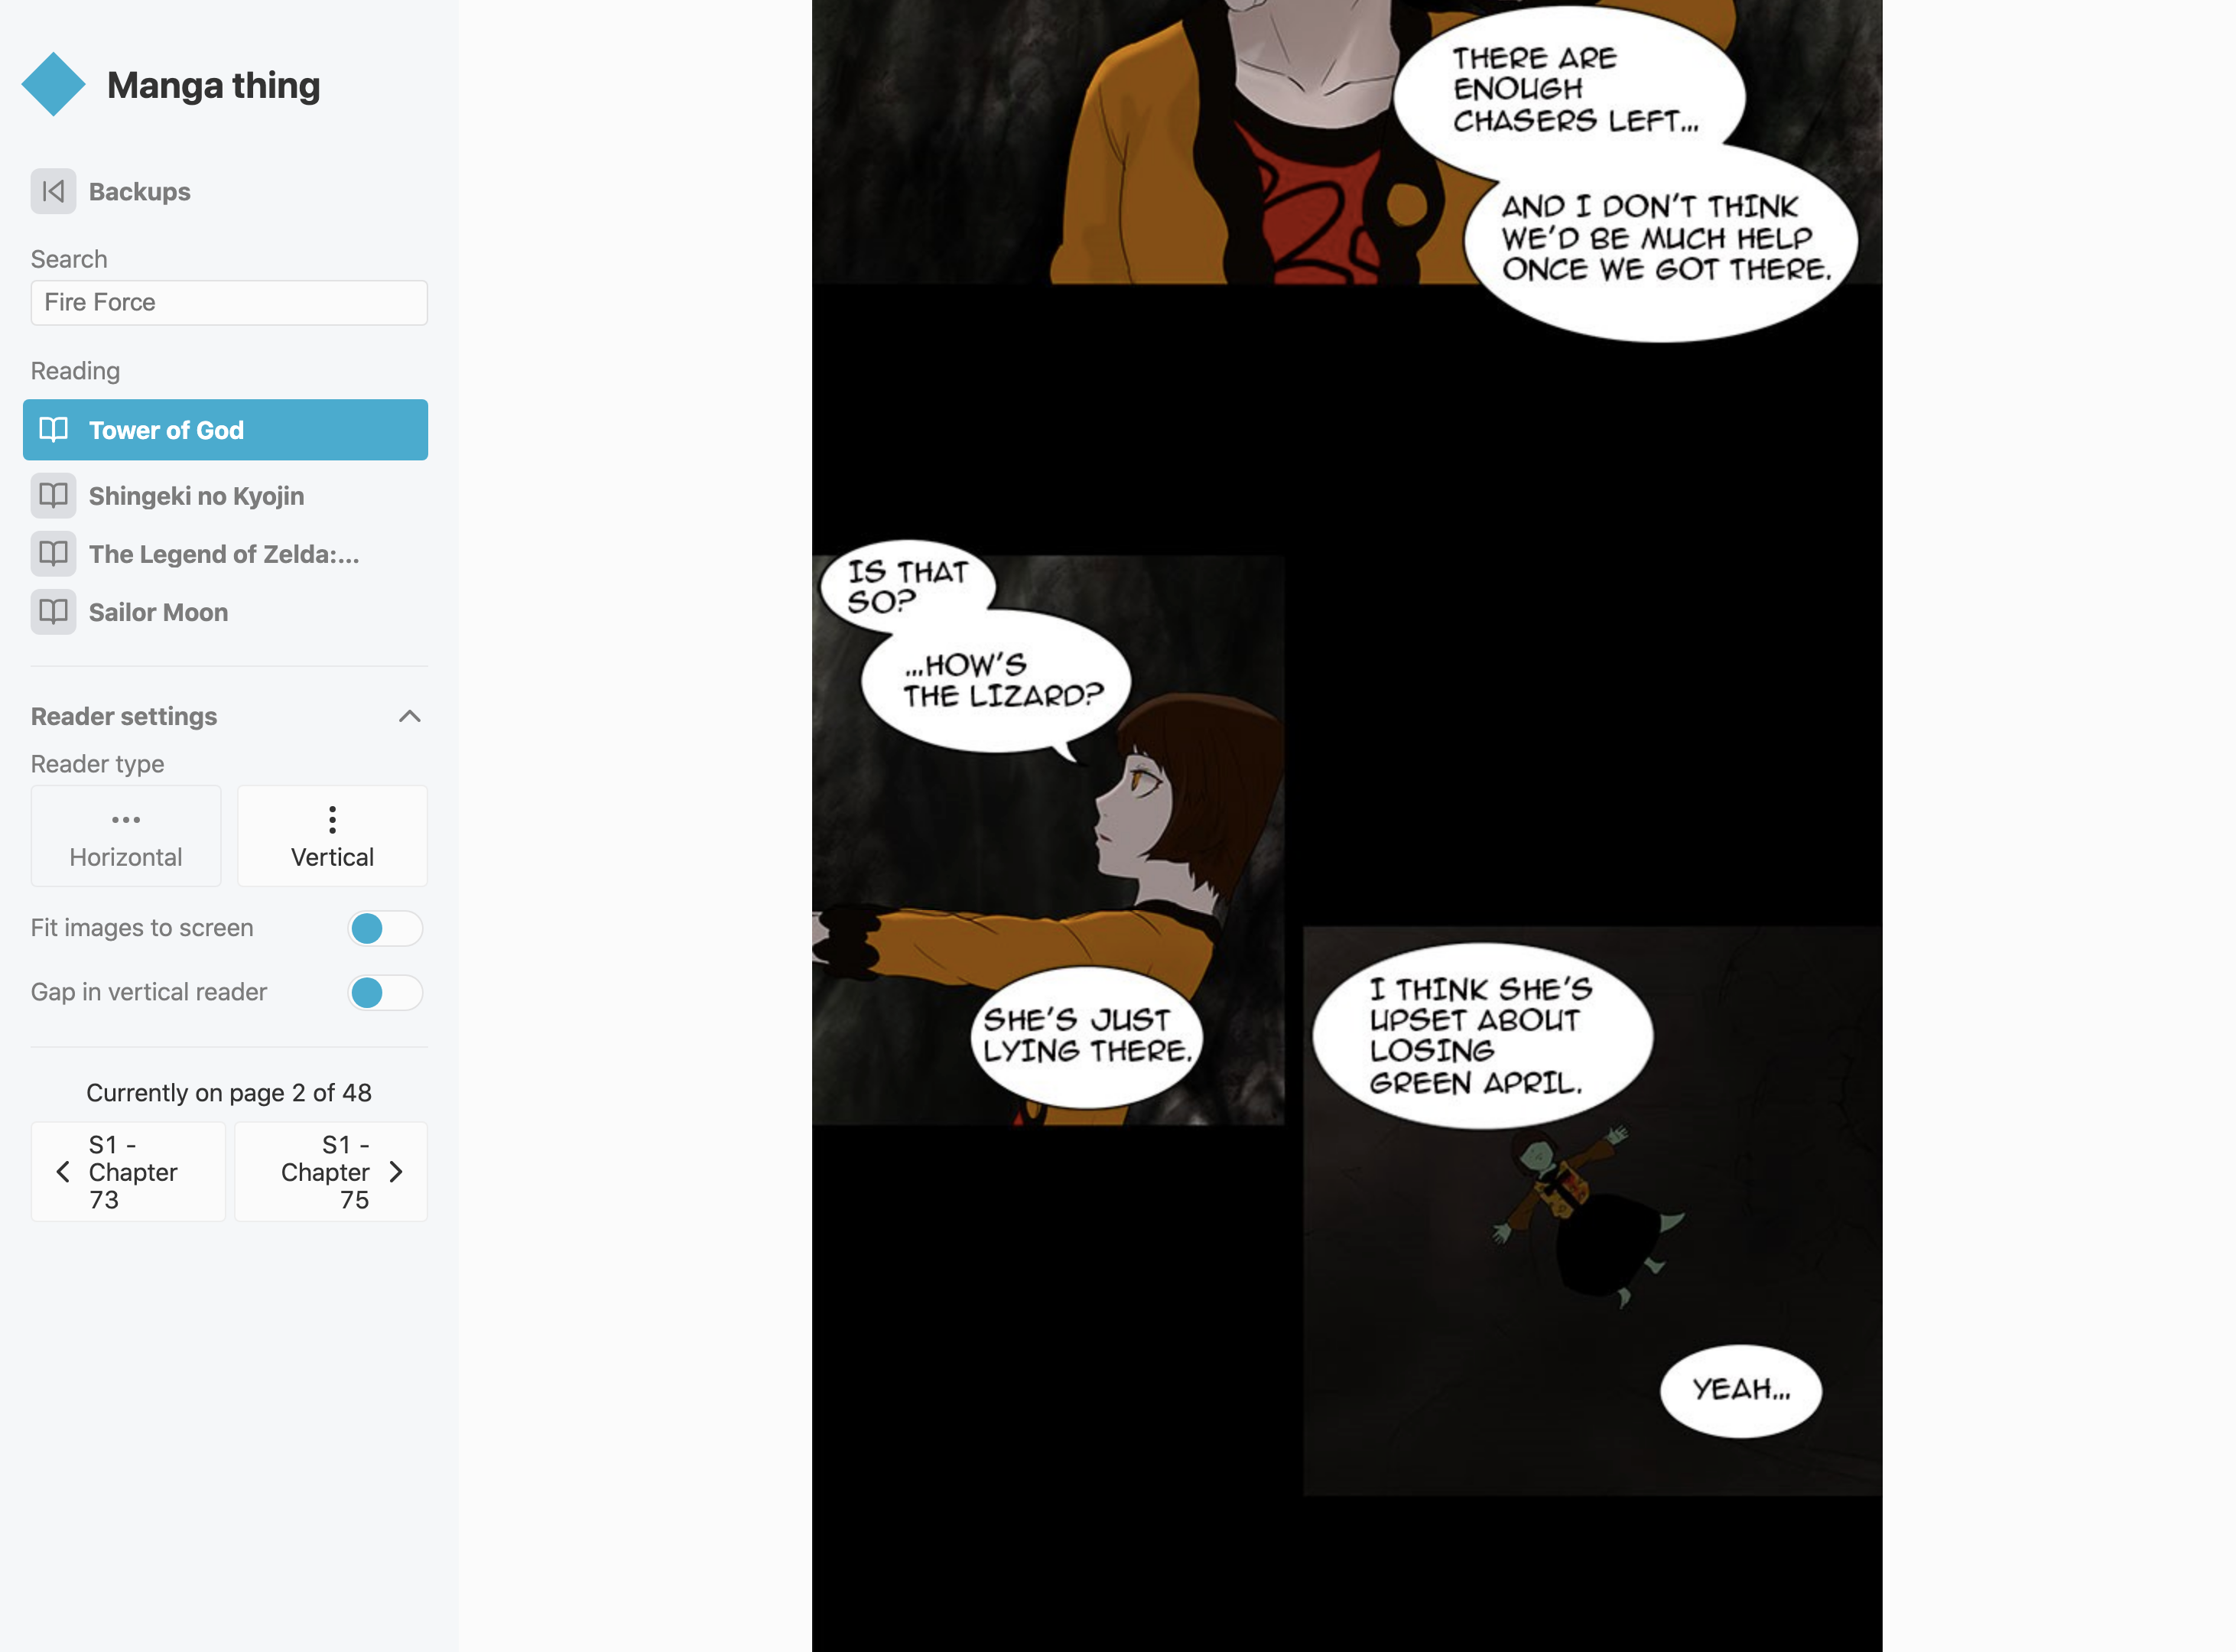 Manga thing
Backups
Search
Fire Force
Reading
Tower of God
Shingeki no Kyojin
The Legend of Zelda:...
Sailor Moon
Reader settings
Reader type
Horizontal
Vertical
Fit images to screen
Gap in vertical reader
Currently on page 2 of 48
S1 -
Chapter
73
S1 -
Chapter
75
THERE ARE
ENOUGH
CHASERS LEFT...
AND I DON'T THINK
WE'D BE MUCH HELP
ONCE WE GOT THERE.
IS THAT
SO?
...HOW'S
THE LIZARD?
SHE'S JUST
LYING THERE.
I THINK SHE'S
UPSET ABOUT
LOSING
GREEN APRIL.
YEAH...